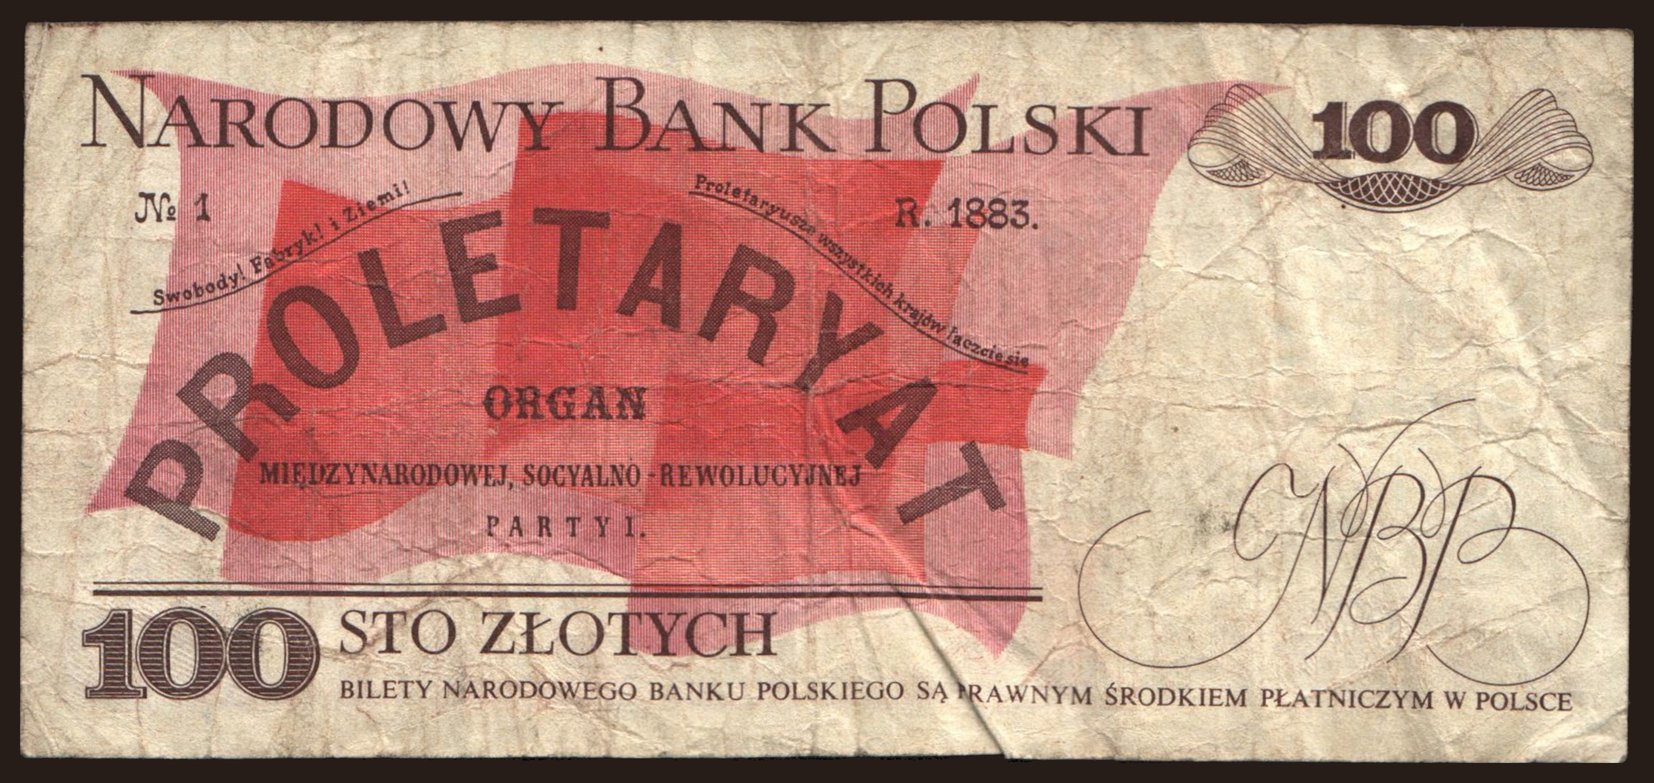 NARODOWY BANK POLSKI
100
№ 1
Swobody! Fabryk! i Ziemi!
Proletaryusze wszystkich krajów łączcie się
R. 1883.
PROLETARYAT
ORGAN
MIĘDZYNARODOWEJ, SOCYALNO-REWOLUCYJNEJ
PARTYI.
NBP
100 STO ZŁOTYCH
BILETY NARODOWEGO BANKU POLSKIEGO SĄ PRAWNYM ŚRODKIEM PŁATNICZYM W POLSCE